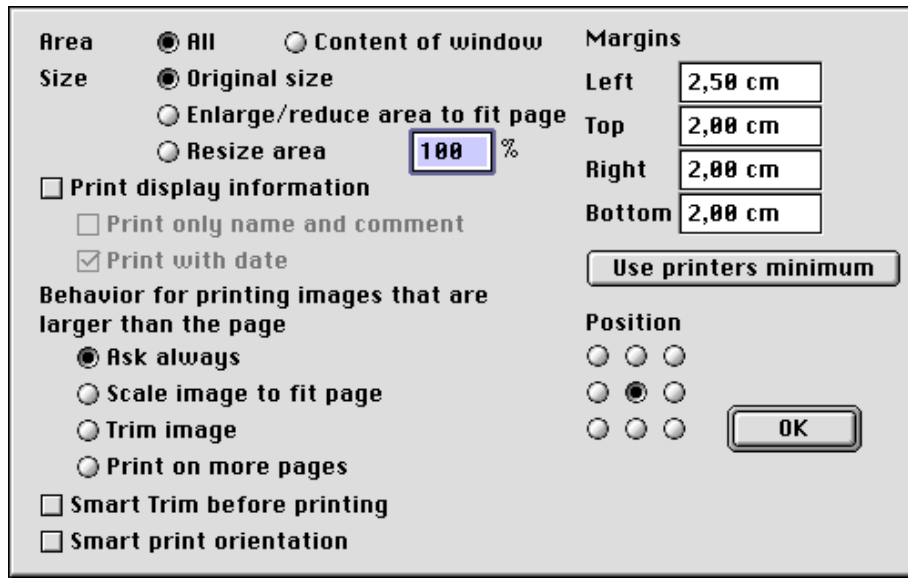 Area All Content of window
Size Original size
Enlarge/reduce area to fit page
Resize area 100 %
Print display information
Print only name and comment
Print with date
Behavior for printing images that are
larger than the page
Ask always
Scale image to fit page
Trim image
Print on more pages
Smart Trim before printing
Smart print orientation
Margins
Left 2,50 cm
Top 2,00 cm
Right 2,00 cm
Bottom 2,00 cm
Use printers minimum
Position
OK